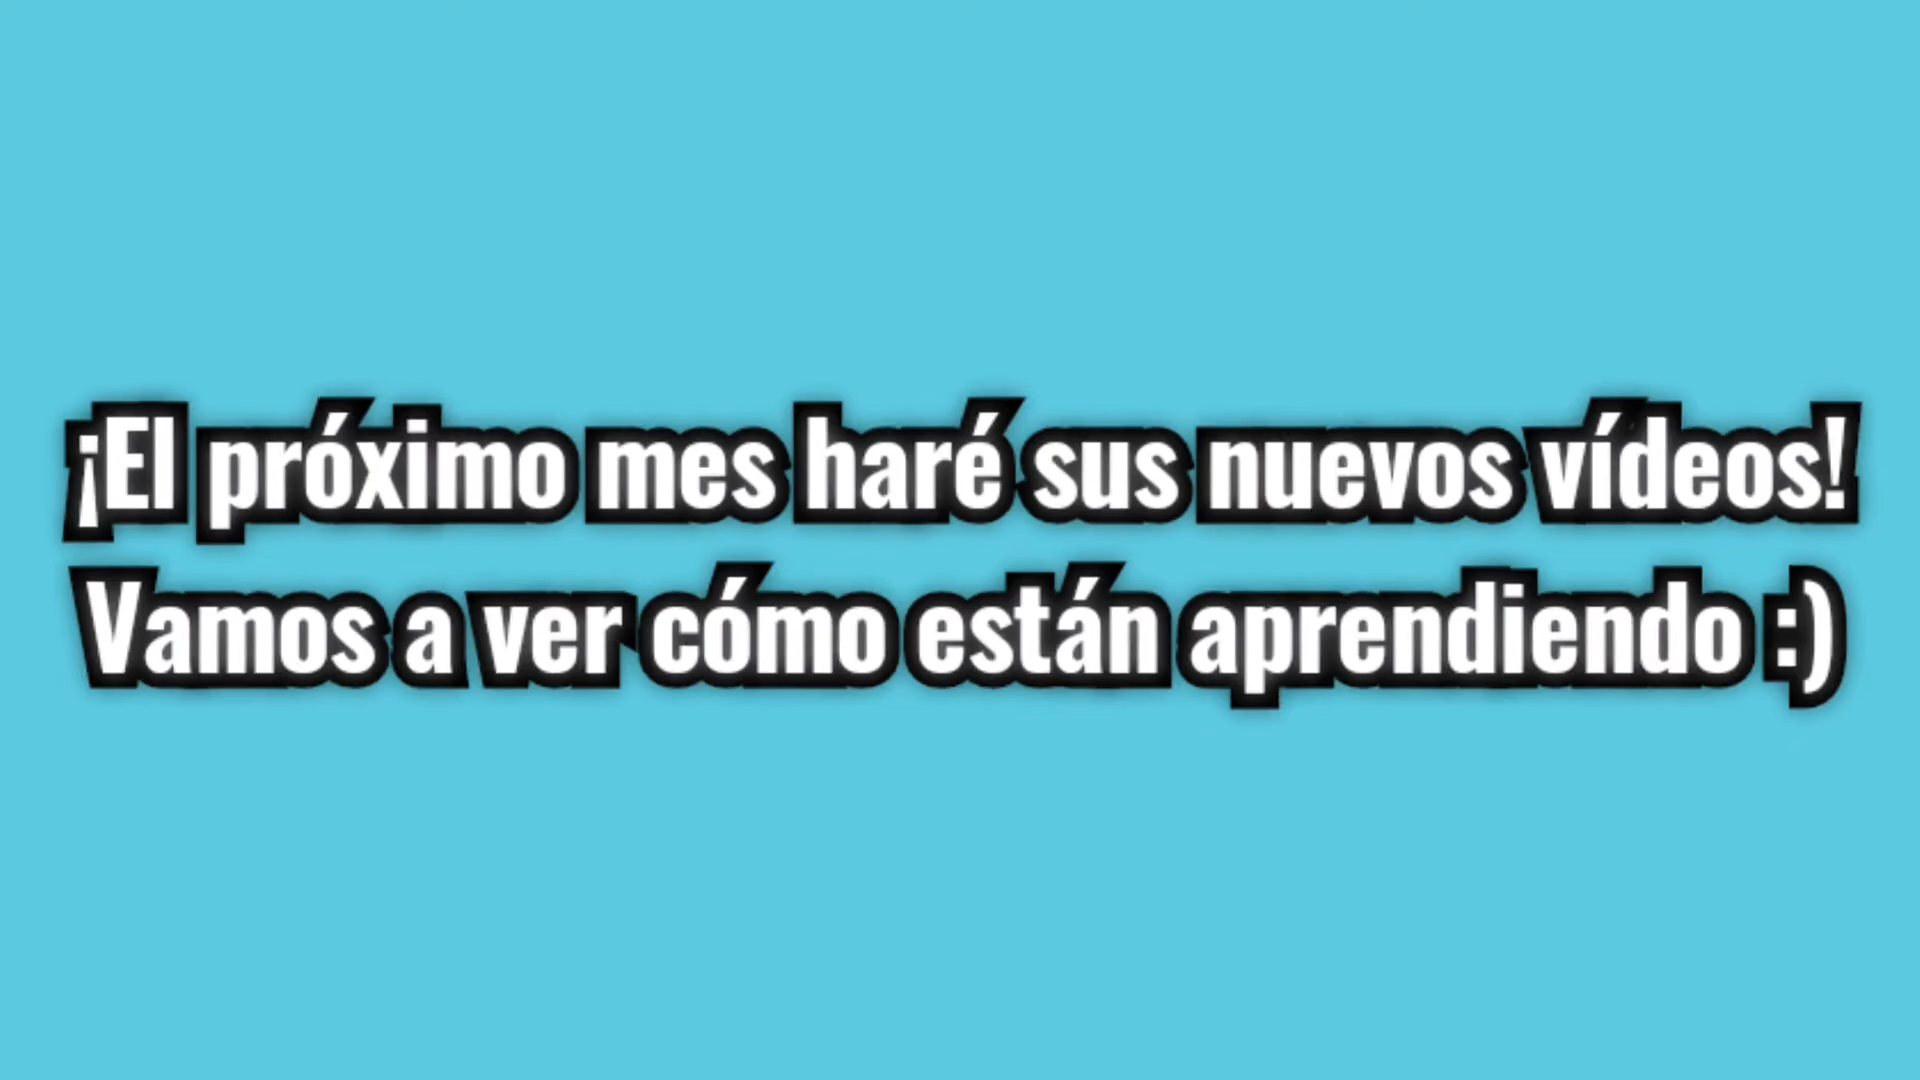 ¡El próximo mes haré sus nuevos vídeos!
Vamos a ver cómo están aprendiendo :)